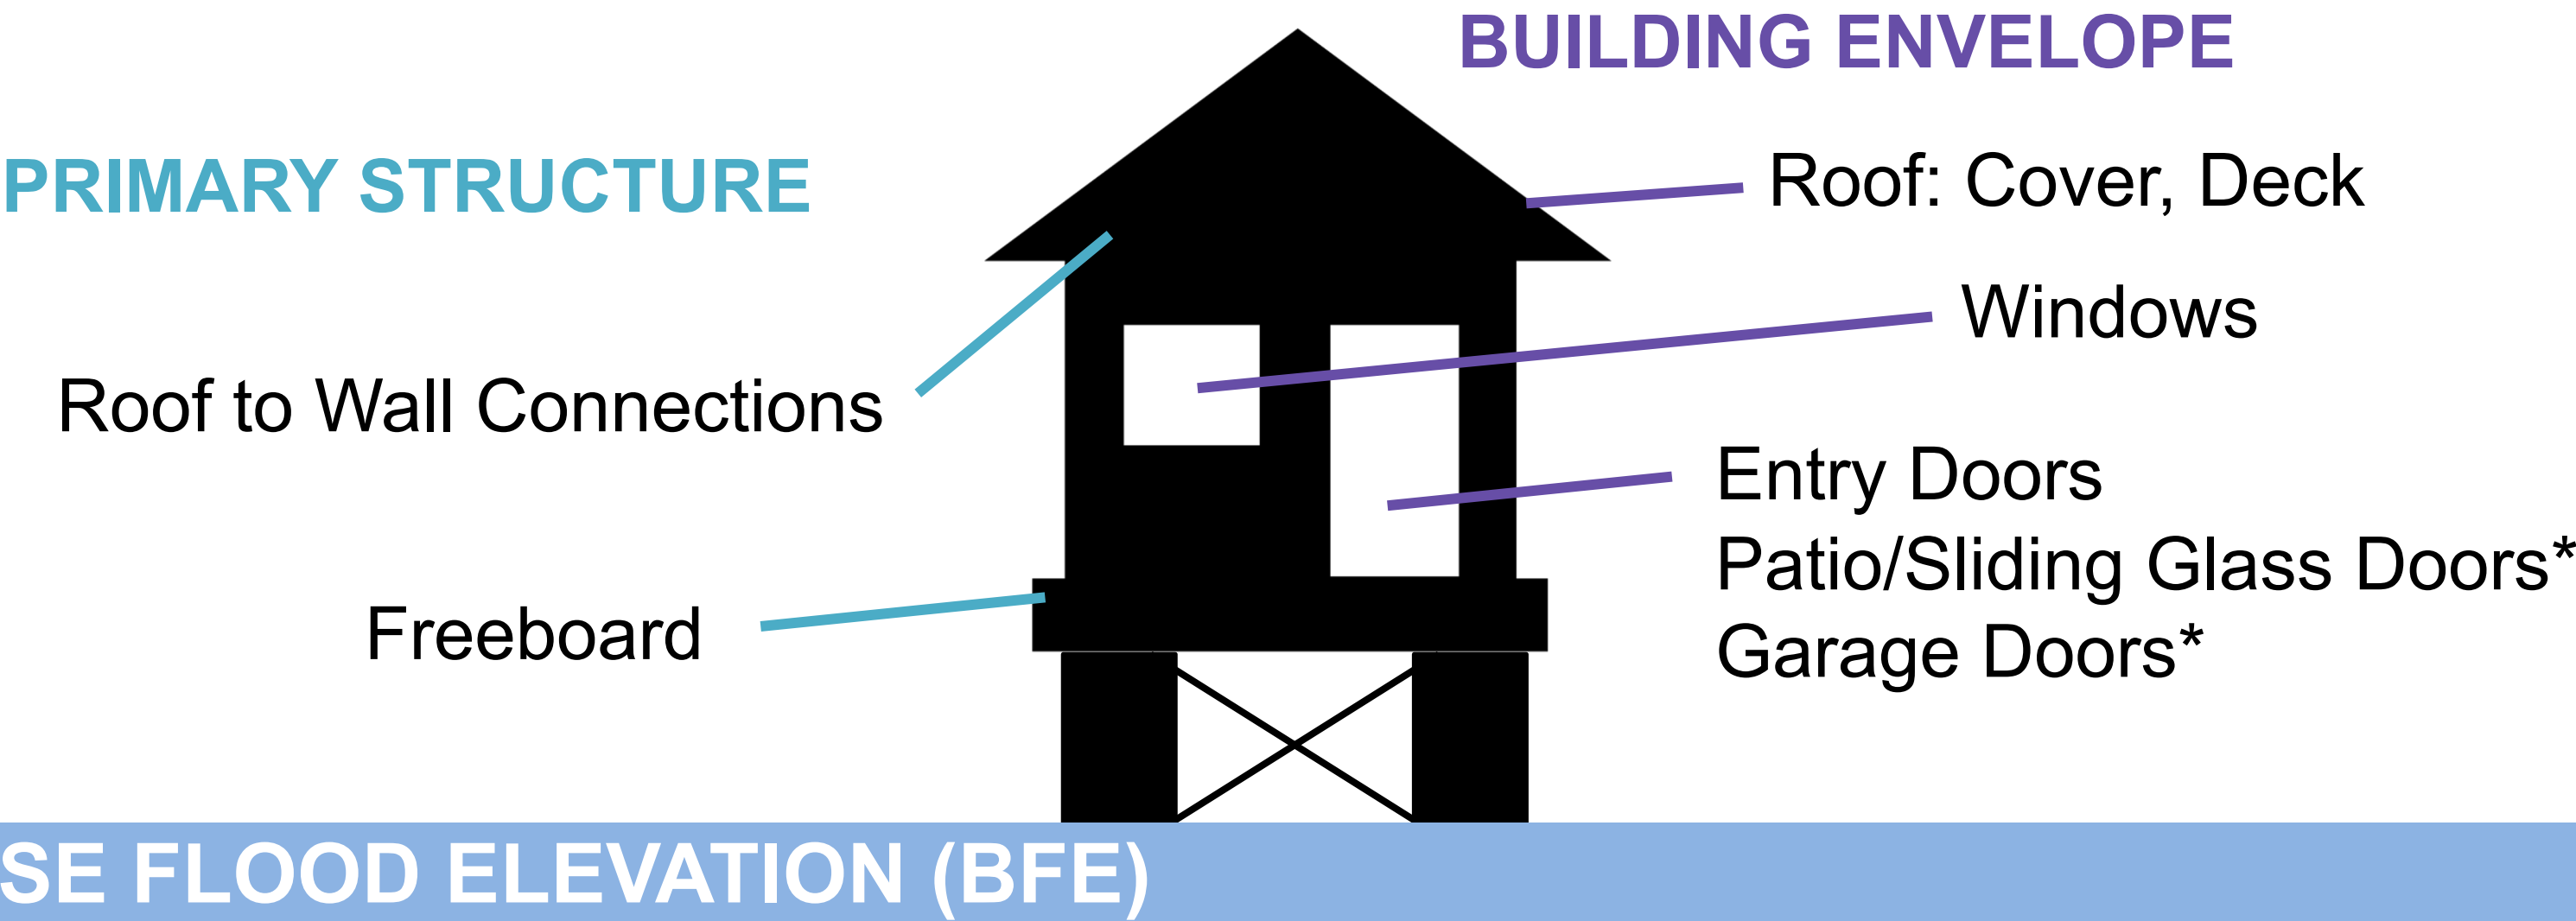 BUILDING ENVELOPE
PRIMARY STRUCTURE
Roof: Cover, Deck
Windows
Roof to Wall Connections
Entry Doors
Patio/Sliding Glass Doors*
Garage Doors*
Freeboard
SE FLOOD ELEVATION (BFE)